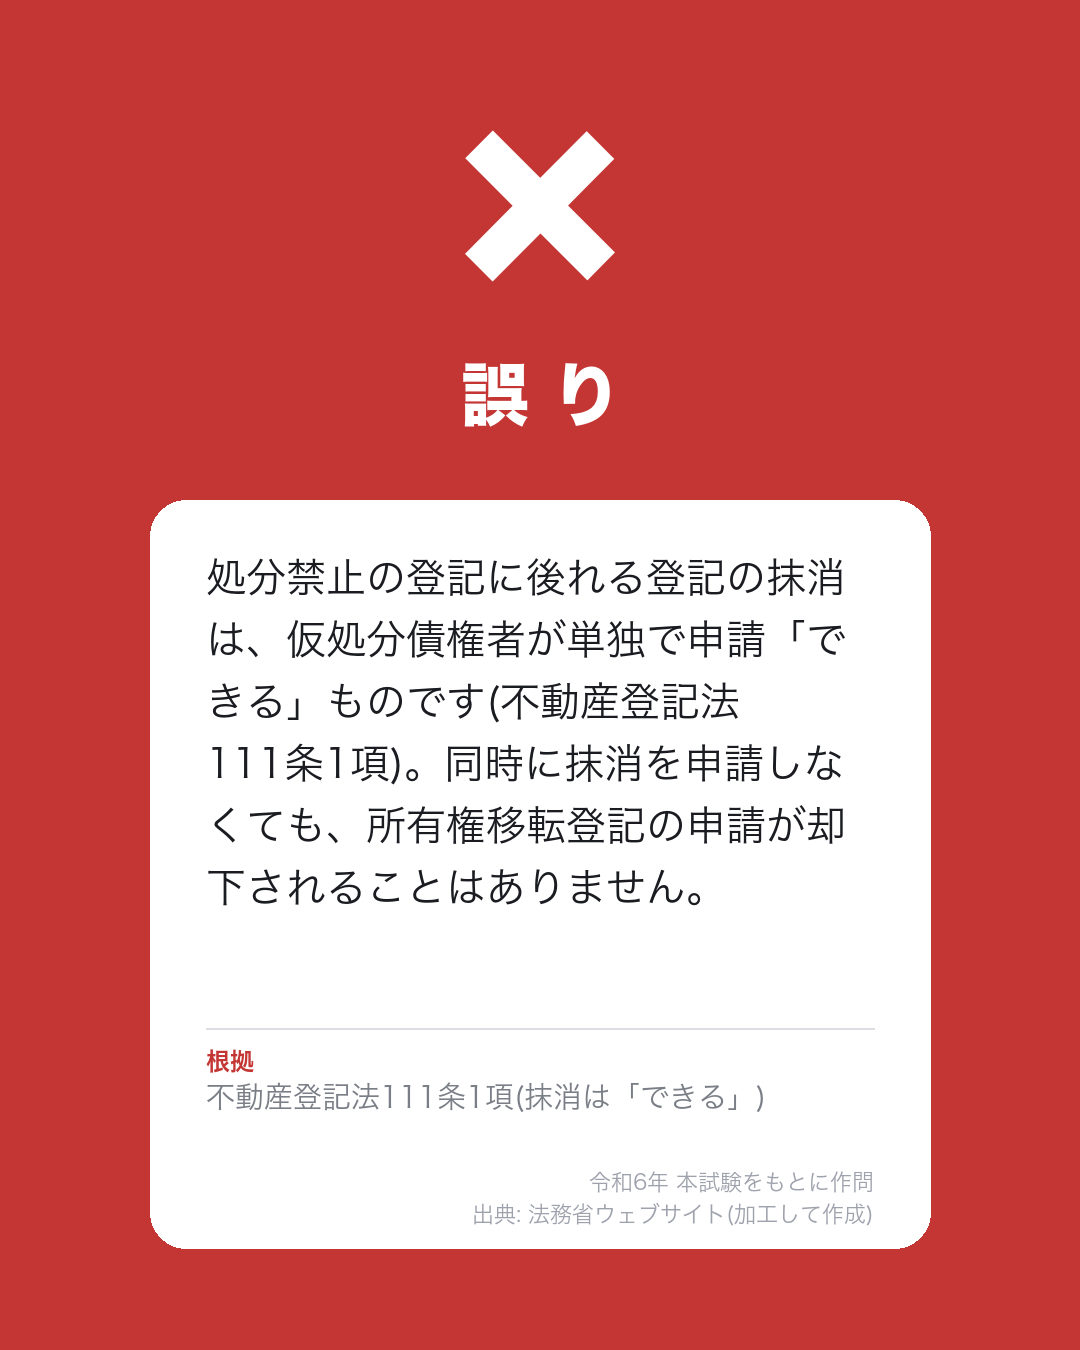 誤り
処分禁止の登記に後れる登記の抹消
は、仮処分債権者が単独で申請「で
きる」ものです(不動産登記法
111条1項)。同時に抹消を申請しな
くても、所有権移転登記の申請が却
下されることはありません。
根拠
不動産登記法111条1項(抹消は「できる」)
令和6年 本試験をもとに作問
出典: 法務省ウェブサイト(加工して作成)